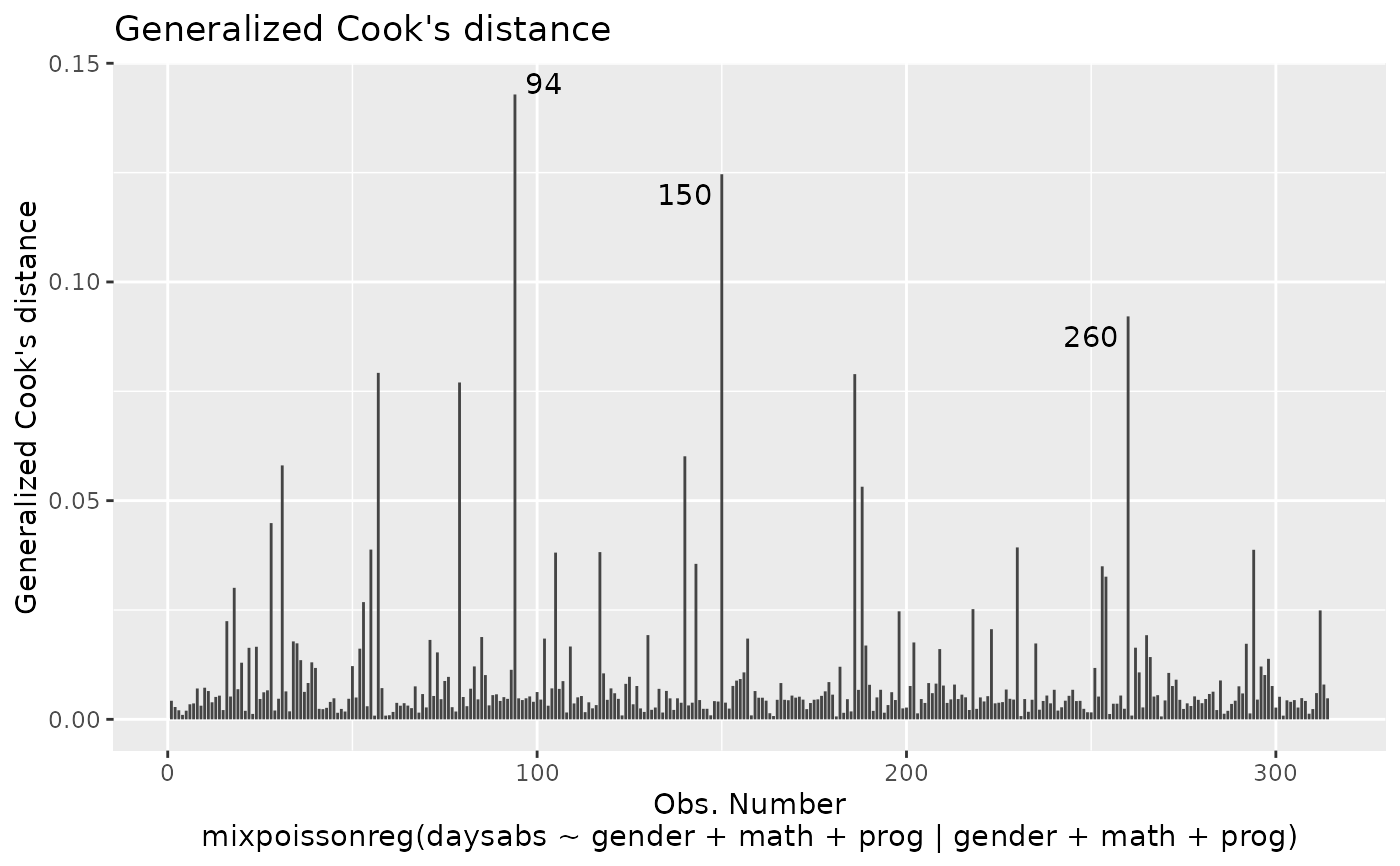 Generalized Cook's distance
Generalized Cook's distance
0.15
0.10
0.05
0.00
94
150
260
0
100
200
300
Obs. Number
mixpoissonreg(daysabs ~ gender + math + prog | gender + math + prog)